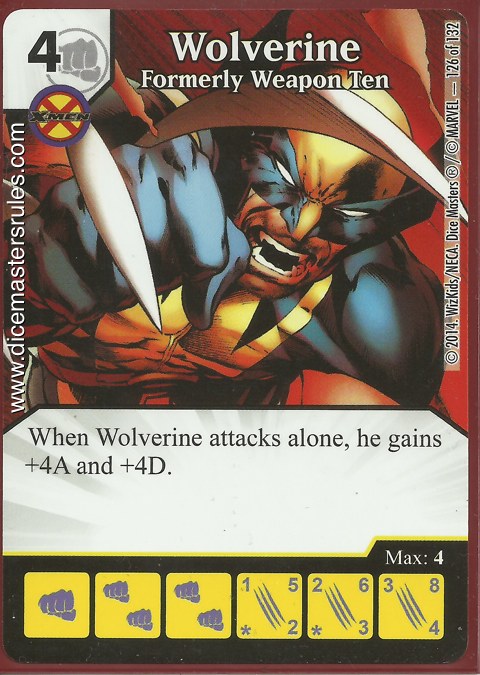 4
Wolverine
Formerly Weapon Ten
X-MEN
www.dicemastersrules.com
© 2014. WizKids/NECA. Dice Masters ® / © MARVEL — 126 of 132
When Wolverine attacks alone, he gains
+4A and +4D.
Max: 4
1 5
* 2
2 6
* 3
3 8
4